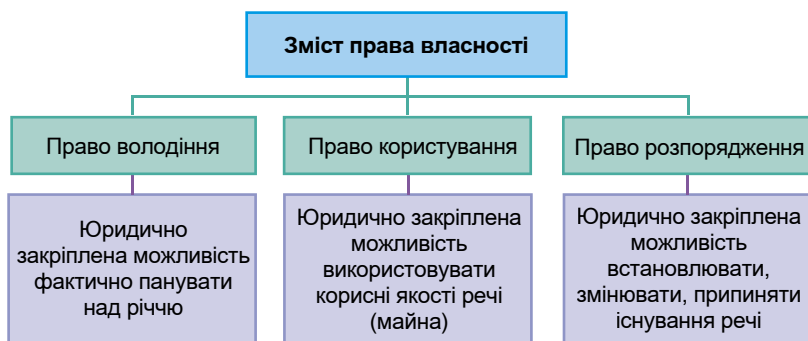 Зміст права власності
Право володіння
Право користування
Право розпорядження
Юридично
закріплена можливість
фактично панувати
над річчю
Юридично закріплена
можливість
використовувати
корисні якості речі
(майна)
Юридично закріплена
можливість
встановлювати,
змінювати, припиняти
існування речі